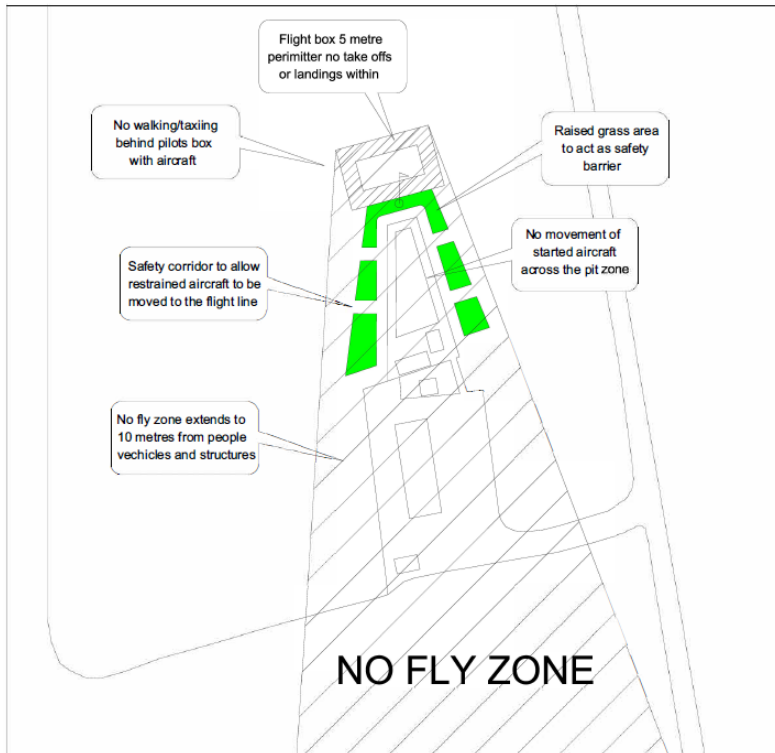 Flight box 5 metre
perimitter no take offs
or landings within
No walking/taxiing
behind pilots box
with aircraft
Raised grass area
to act as safety
barrier
No movement of
started aircraft
across the pit zone
Safety corridor to allow
restrained aircraft to be
moved to the flight line
No fly zone extends to
10 metres from people
vechicles and structures
NO FLY ZONE